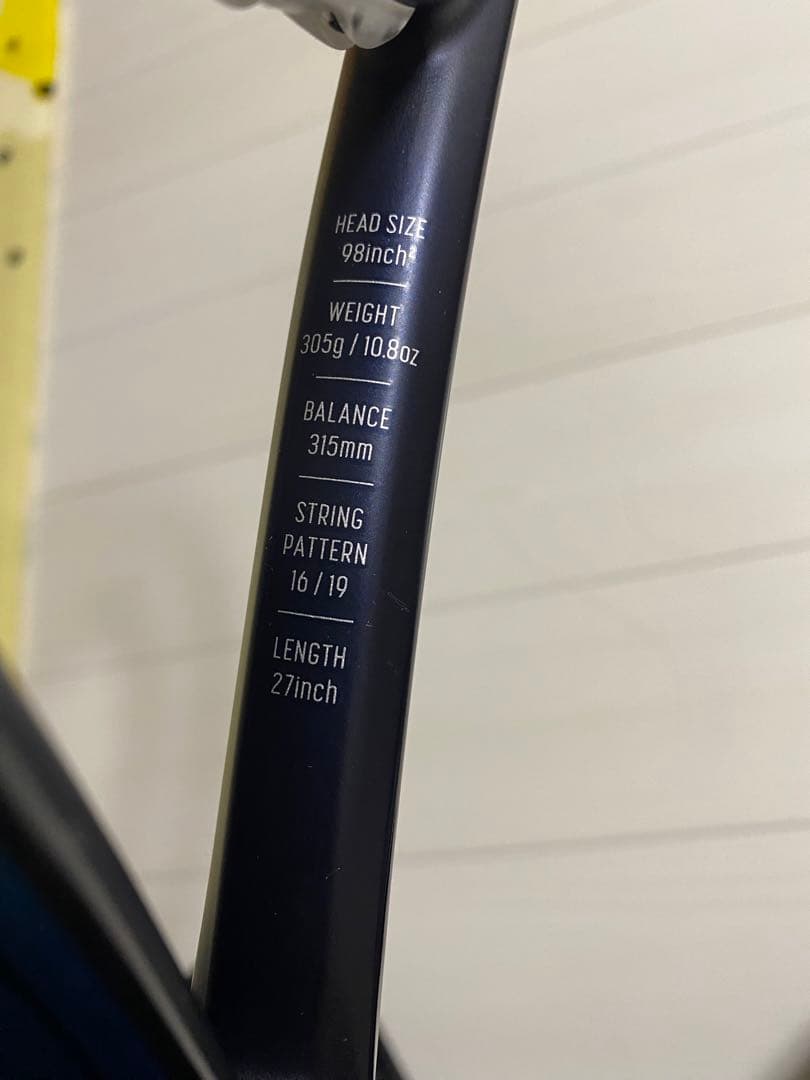 HEAD SIZE
98inch²
WEIGHT
305g / 10.8oz
BALANCE
315mm
STRING
PATTERN
16 / 19
LENGTH
27inch